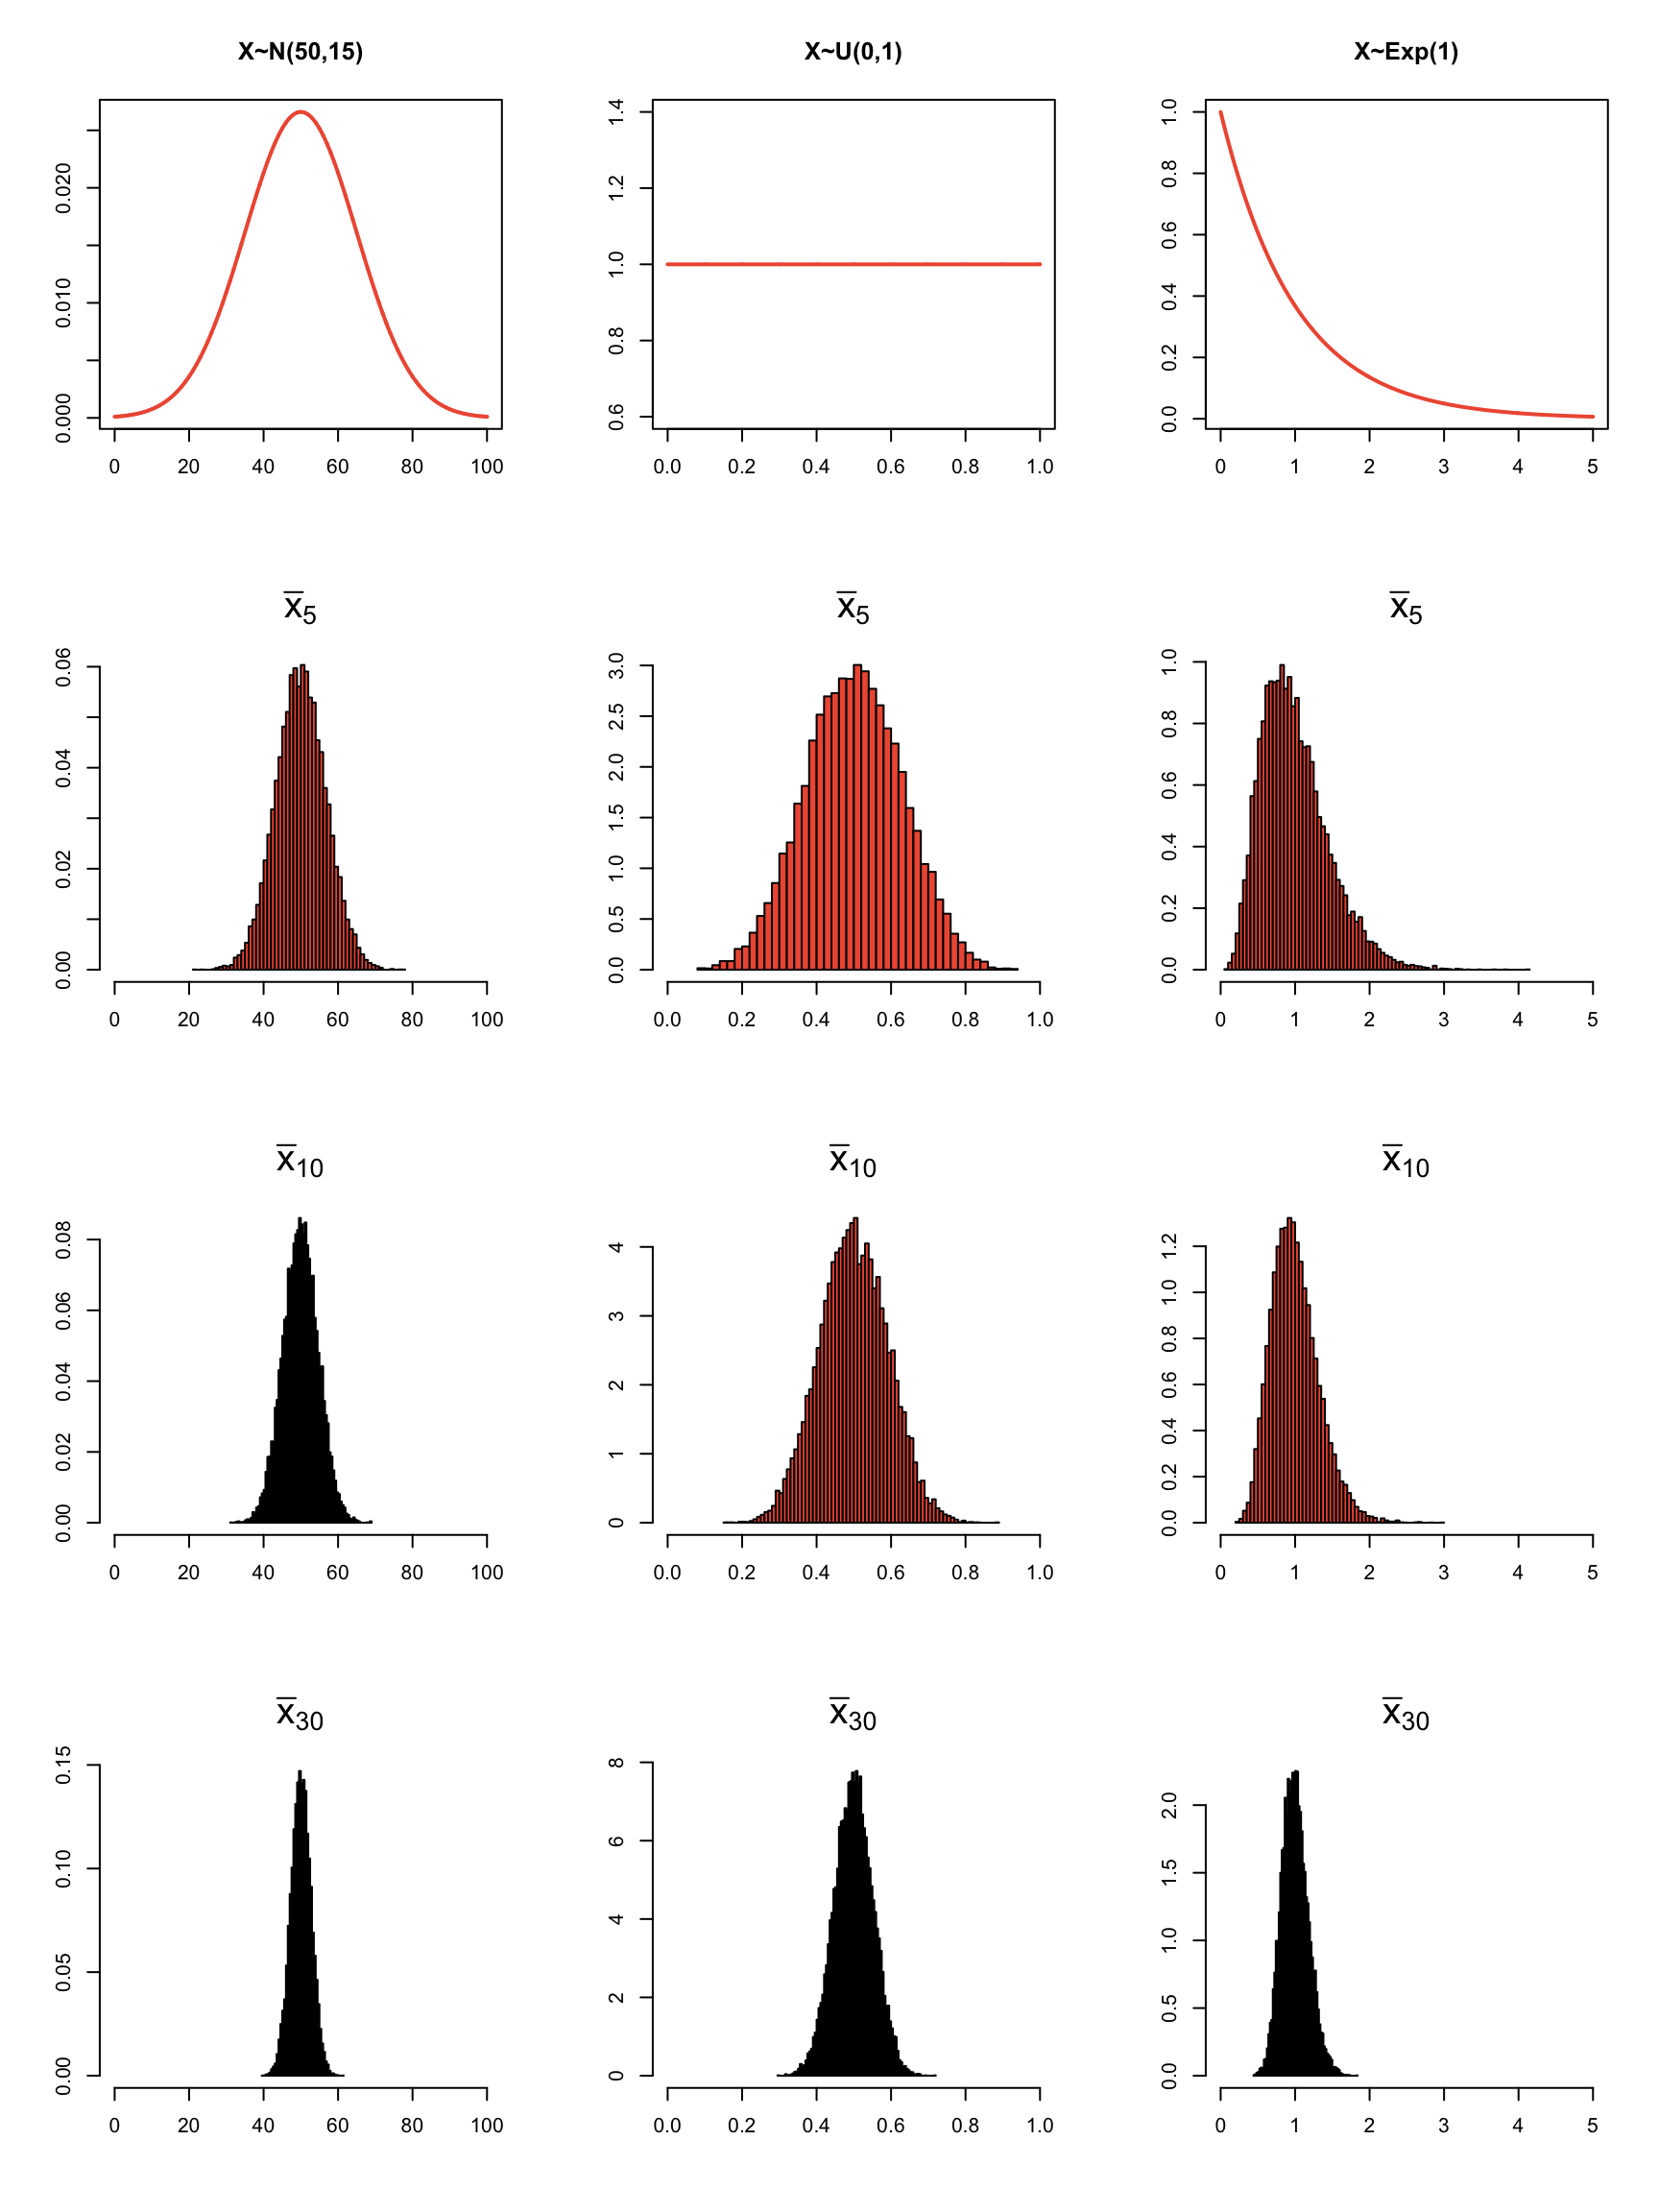 X~N(50,15)
0.000 0.010 0.020
0 20 40 60 80 100
X~U(0,1)
0.6 0.8 1.0 1.2 1.4
0.0 0.2 0.4 0.6 0.8 1.0
X~Exp(1)
0.0 0.2 0.4 0.6 0.8 1.0
0 1 2 3 4 5
x̅₅
0.00 0.02 0.04 0.06
0 20 40 60 80 100
x̅₅
0.0 0.5 1.0 1.5 2.0 2.5 3.0
0.0 0.2 0.4 0.6 0.8 1.0
x̅₅
0.0 0.2 0.4 0.6 0.8 1.0
0 1 2 3 4 5
x̅₁₀
0.00 0.02 0.04 0.06 0.08
0 20 40 60 80 100
x̅₁₀
0 1 2 3 4
0.0 0.2 0.4 0.6 0.8 1.0
x̅₁₀
0.0 0.2 0.4 0.6 0.8 1.0 1.2
0 1 2 3 4 5
x̅₃₀
0.00 0.05 0.10 0.15
0 20 40 60 80 100
x̅₃₀
0 2 4 6 8
0.0 0.2 0.4 0.6 0.8 1.0
x̅₃₀
0.0 0.5 1.0 1.5 2.0
0 1 2 3 4 5